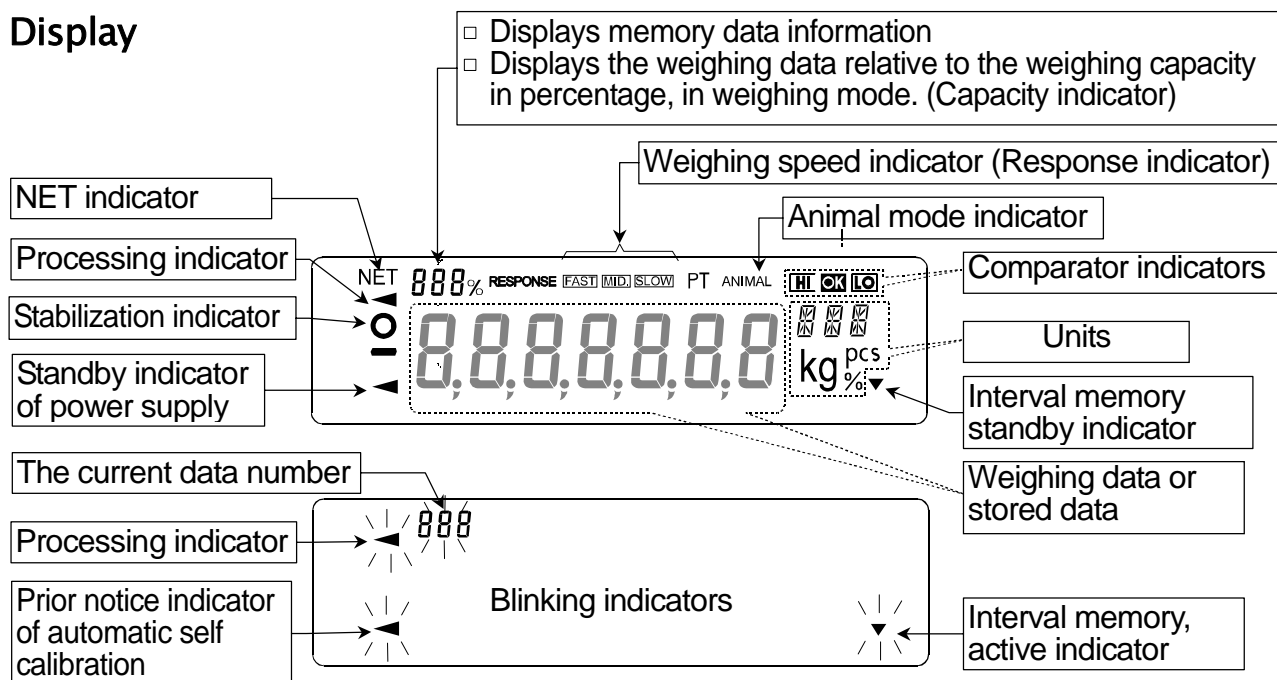 Display
□ Displays memory data information
□ Displays the weighing data relative to the weighing capacity
in percentage, in weighing mode. (Capacity indicator)
Weighing speed indicator (Response indicator)
NET indicator
Animal mode indicator
Processing indicator
Comparator indicators
NET 888% RESPONSE FAST MID. SLOW PT ANIMAL HI OK LO
Stabilization indicator
8.8.8.8.8.8.8
888
Units
kg pcs
%
Standby indicator
of power supply
Interval memory
standby indicator
The current data number
Weighing data or
stored data
888
Processing indicator
Blinking indicators
Prior notice indicator
of automatic self
calibration
Interval memory,
active indicator